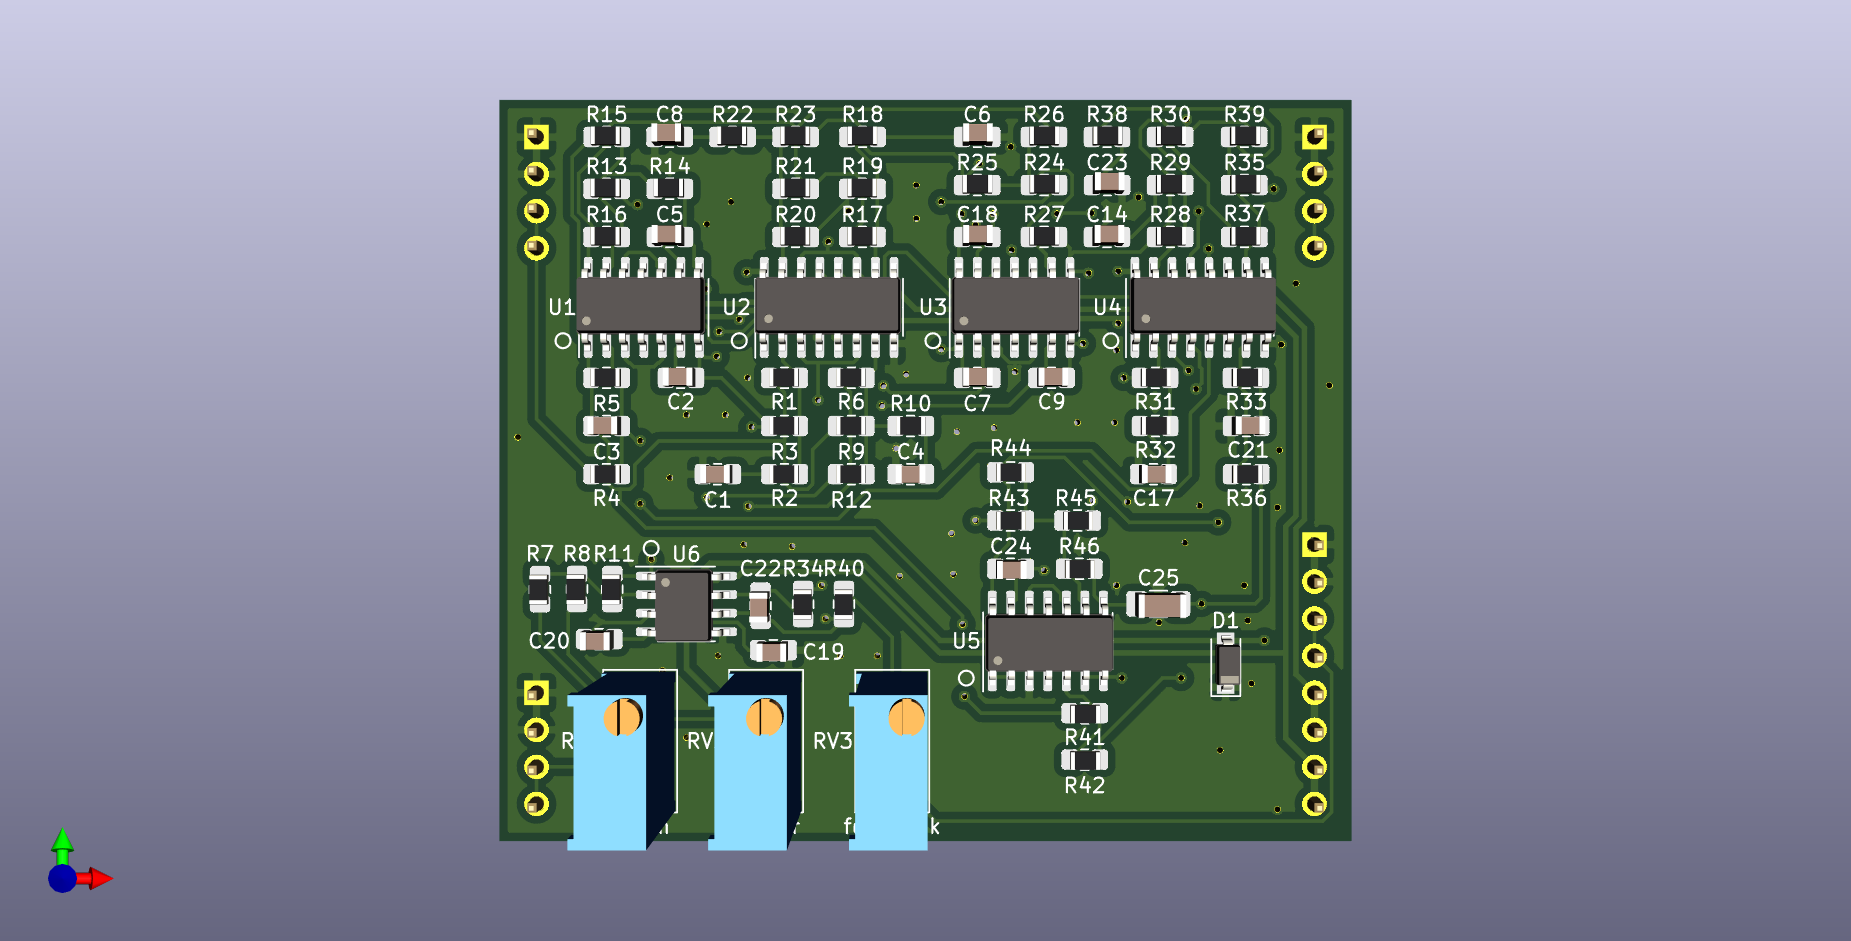 R15 C8 R22 R23 R18 C6 R26 R38 R30 R39
R13 R14 R21 R19 R25 R24 C23 R29 R35
R16 C5 R20 R17 C18 R27 C14 R28 R37
U1 U2 U3 U4
R5 C2 R1 R6 R10 C7 C9 R31 R33
C3 R3 R9 C4 R44 R32 C21
R4 C1 R2 R12 R43 R45 C17 R36
R7 R8 R11 U6 C24 R46
C22 R34 R40 C25
C20 C19 U5 D1
RV3 R41
R42